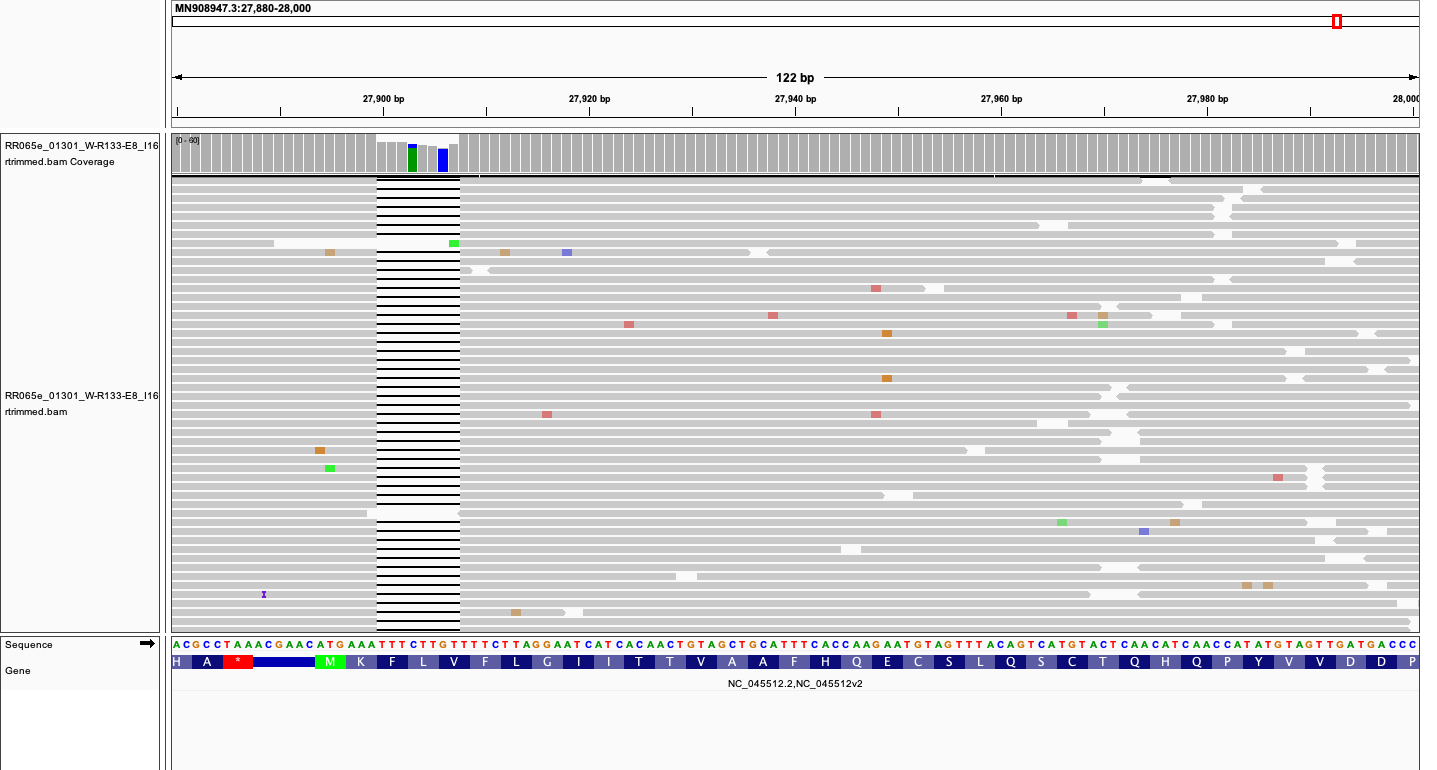 MN908947.3:27,880-28,000
122 bp
27,900 bp 27,920 bp 27,940 bp 27,960 bp 27,980 bp 28,000
RR065e_01301_W-R133-E8_I16
rtrimmed.bam Coverage
[0 - 60]
RR065e_01301_W-R133-E8_I16
rtrimmed.bam
Sequence
ACGCCTAAACGAACATGAAATTTCTTGTTTTCTTAGGAATCATCACAACTGTAGCTGCATTTCACCAAGAATGTAGTTTACAGTCATGTACTCAACATCAACCATATGTAGTTGATGACCC
Gene
H A * M K F L V F L G I I T T V A A F H Q E C S L Q S C T Q H Q P Y V V D D P
NC_045512.2,NC_045512v2